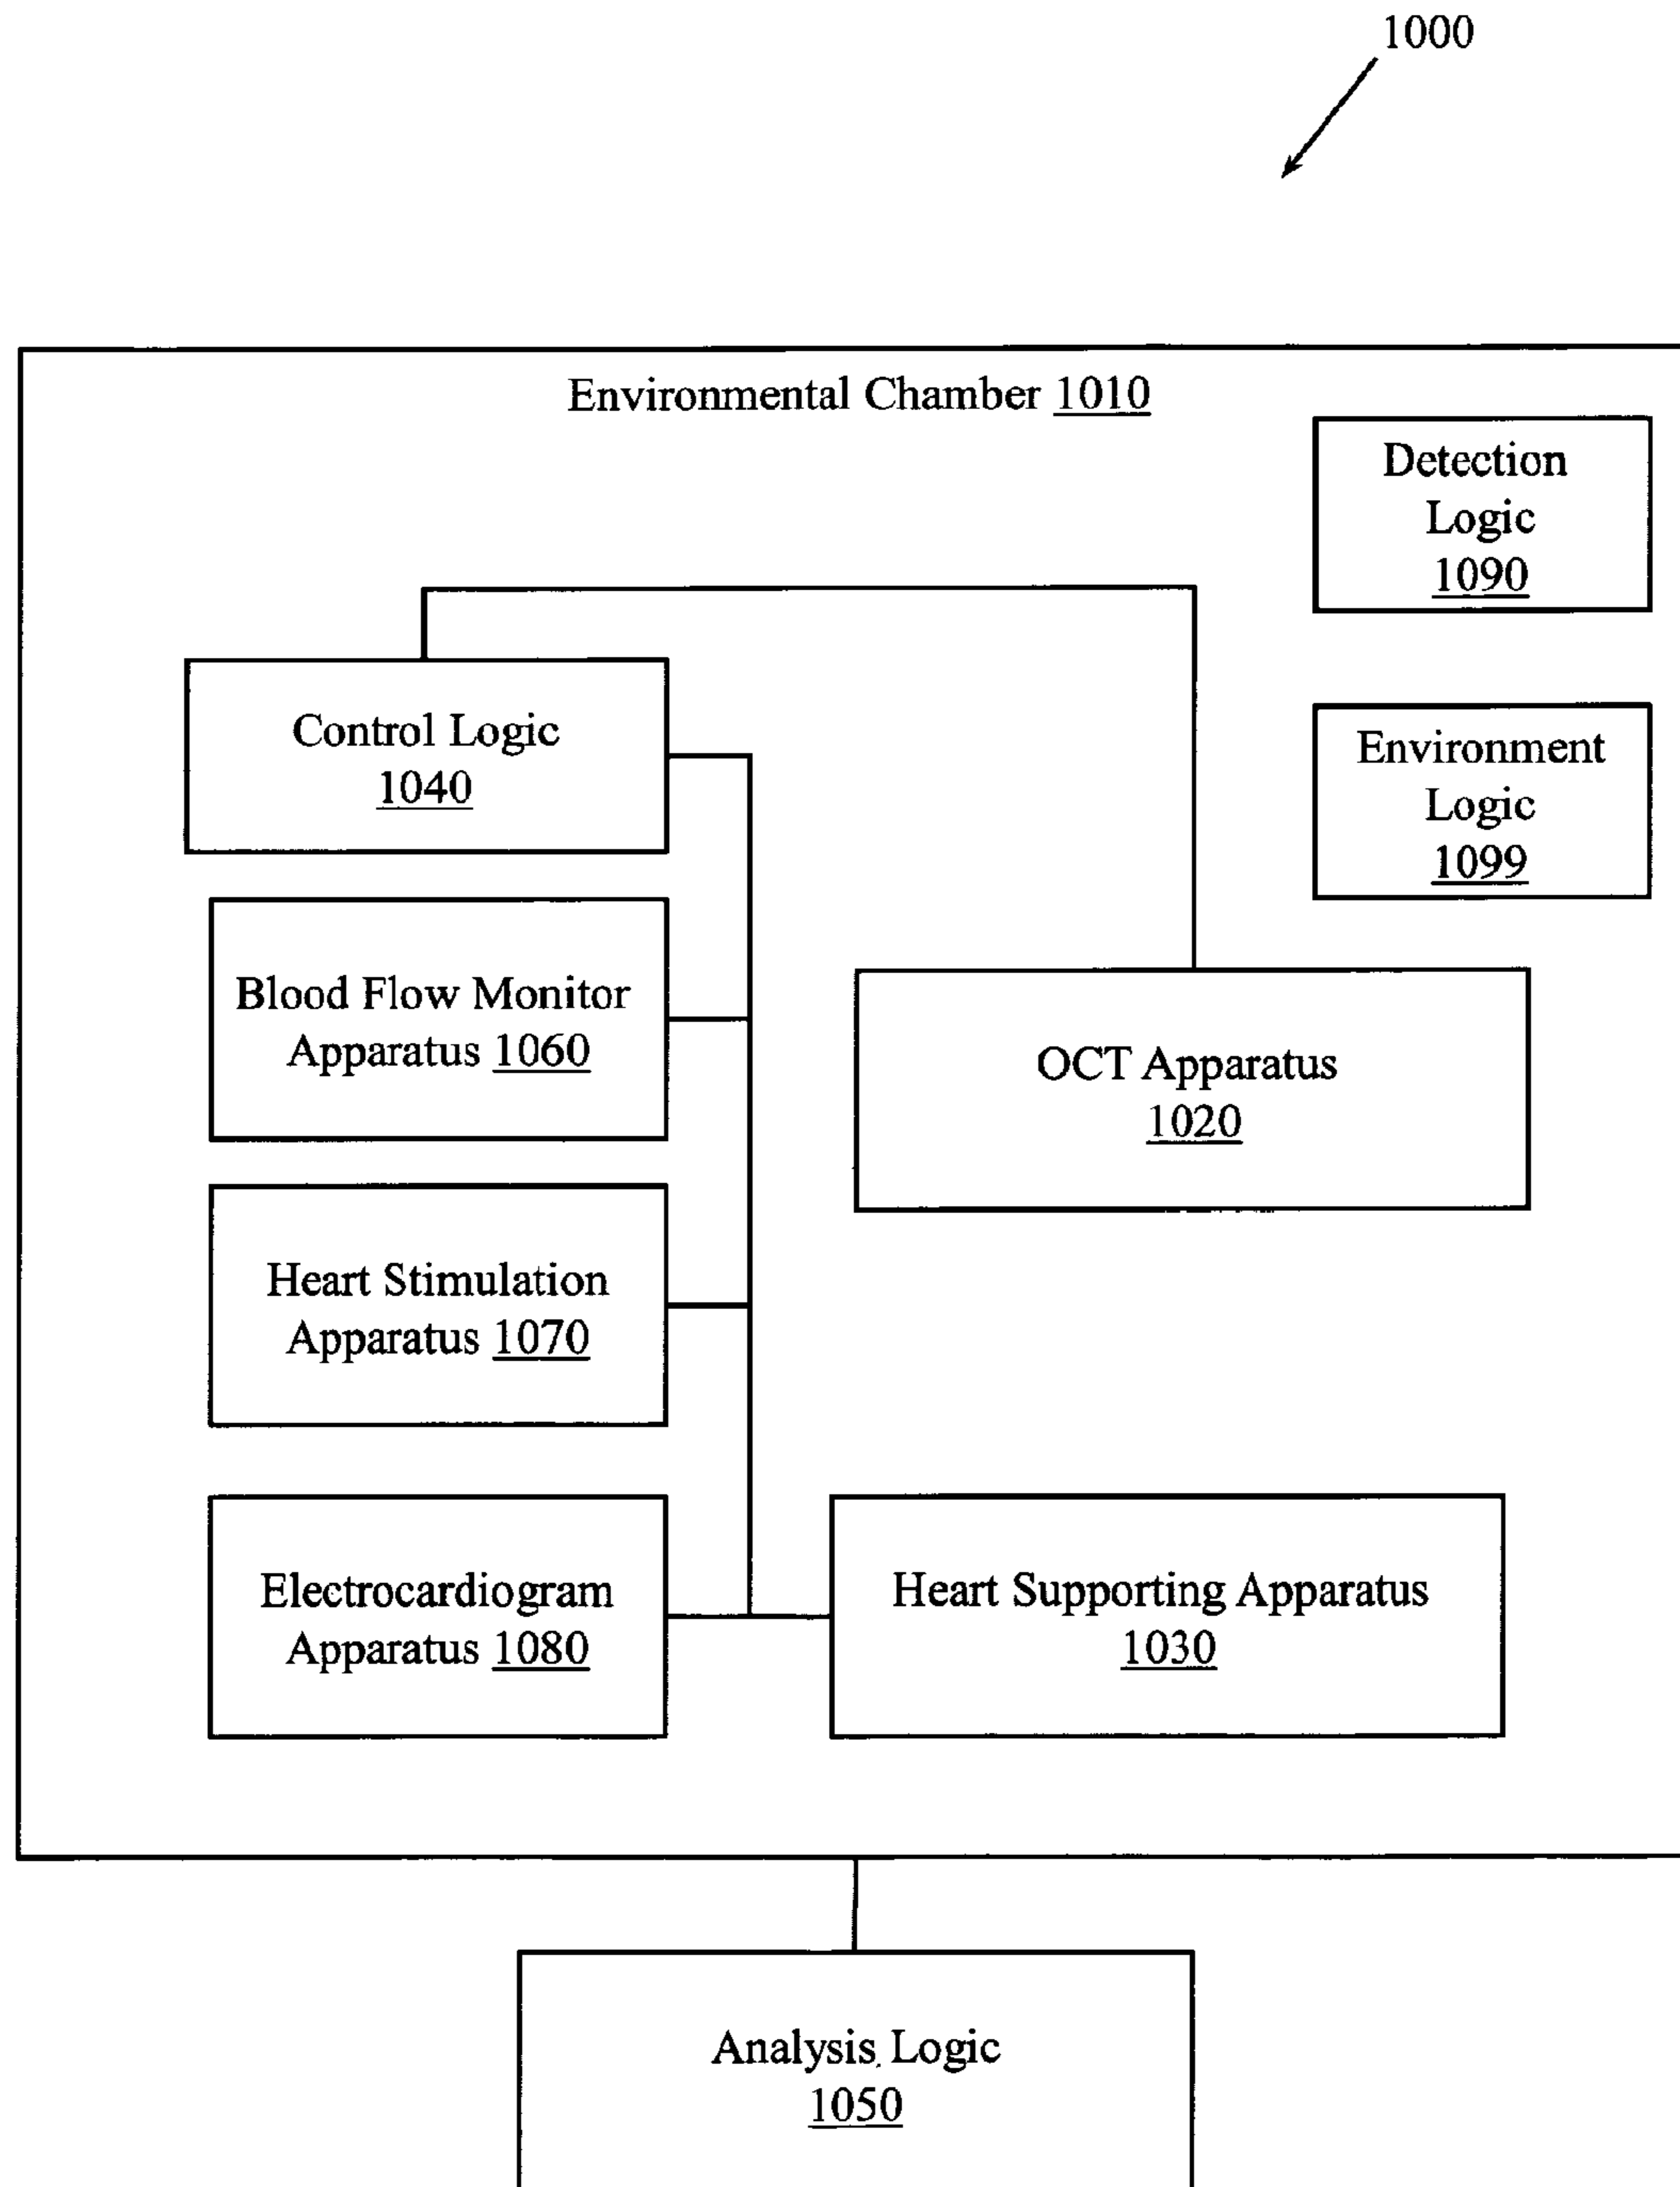 1000
Environmental Chamber 1010
Detection
Logic
1090
Control Logic
1040
Environment
Logic
1099
Blood Flow Monitor
Apparatus 1060
OCT Apparatus
1020
Heart Stimulation
Apparatus 1070
Electrocardiogram
Apparatus 1080
Heart Supporting Apparatus
1030
Analysis Logic
1050